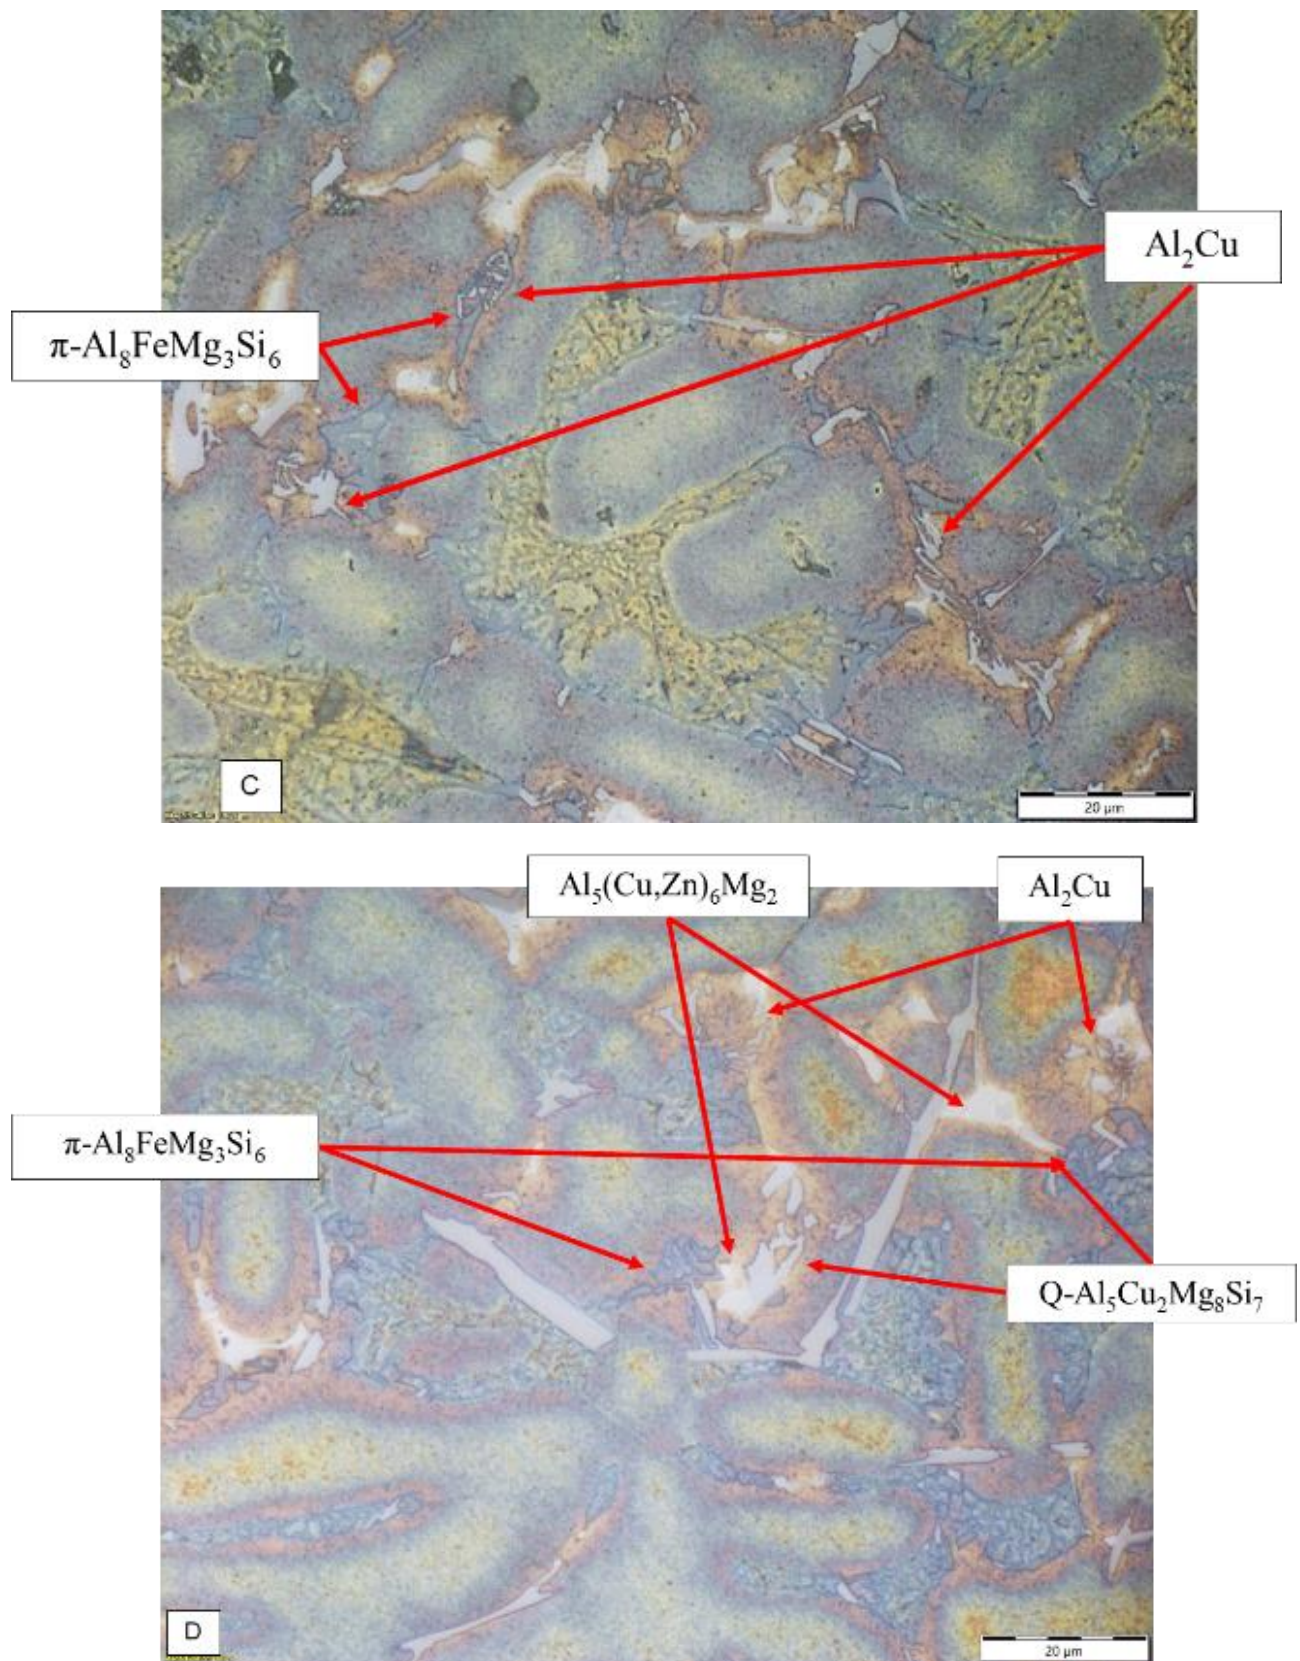 Al₂Cu
π-Al₈FeMg₃Si₆
C
20 µm
Al₅(Cu,Zn)₆Mg₂
Al₂Cu
π-Al₈FeMg₃Si₆
Q-Al₅Cu₂Mg₈Si₇
D
20 µm